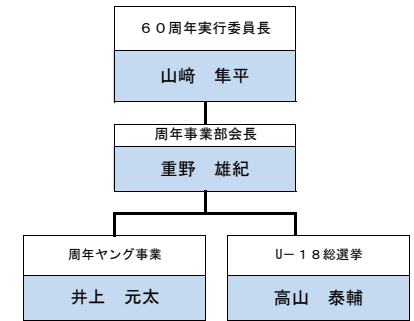 ６０周年実行委員長
山﨑　隼平
周年事業部会長
重野　雄紀
周年ヤング事業
井上　元太
U－１８総選挙
高山　泰輔